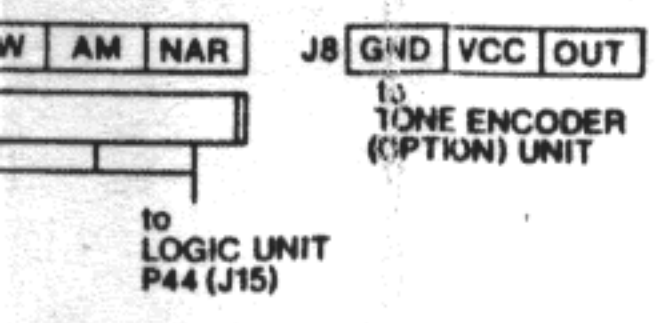 W AM NAR J8 GND VCC OUT
to
TONE ENCODER
(OPTION) UNIT
to
LOGIC UNIT
P44 (J15)